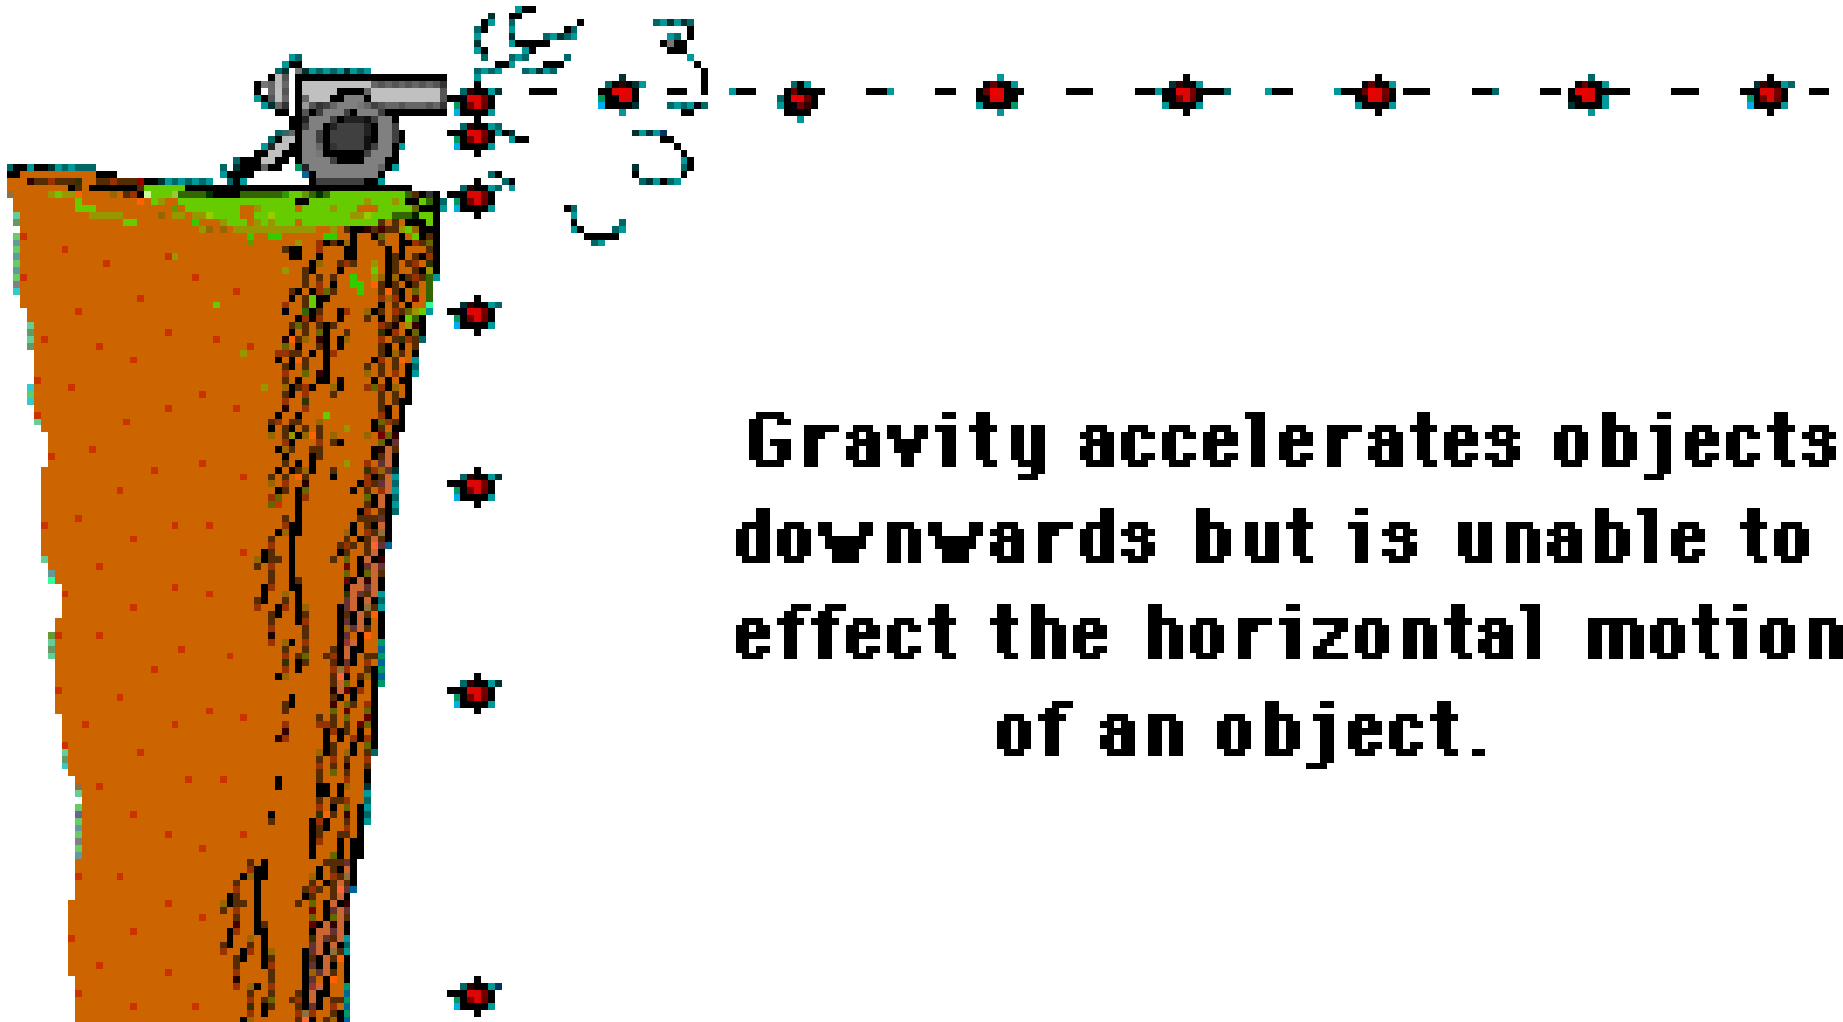 Gravity accelerates objects
downwards but is unable to
effect the horizontal motion
of an object.